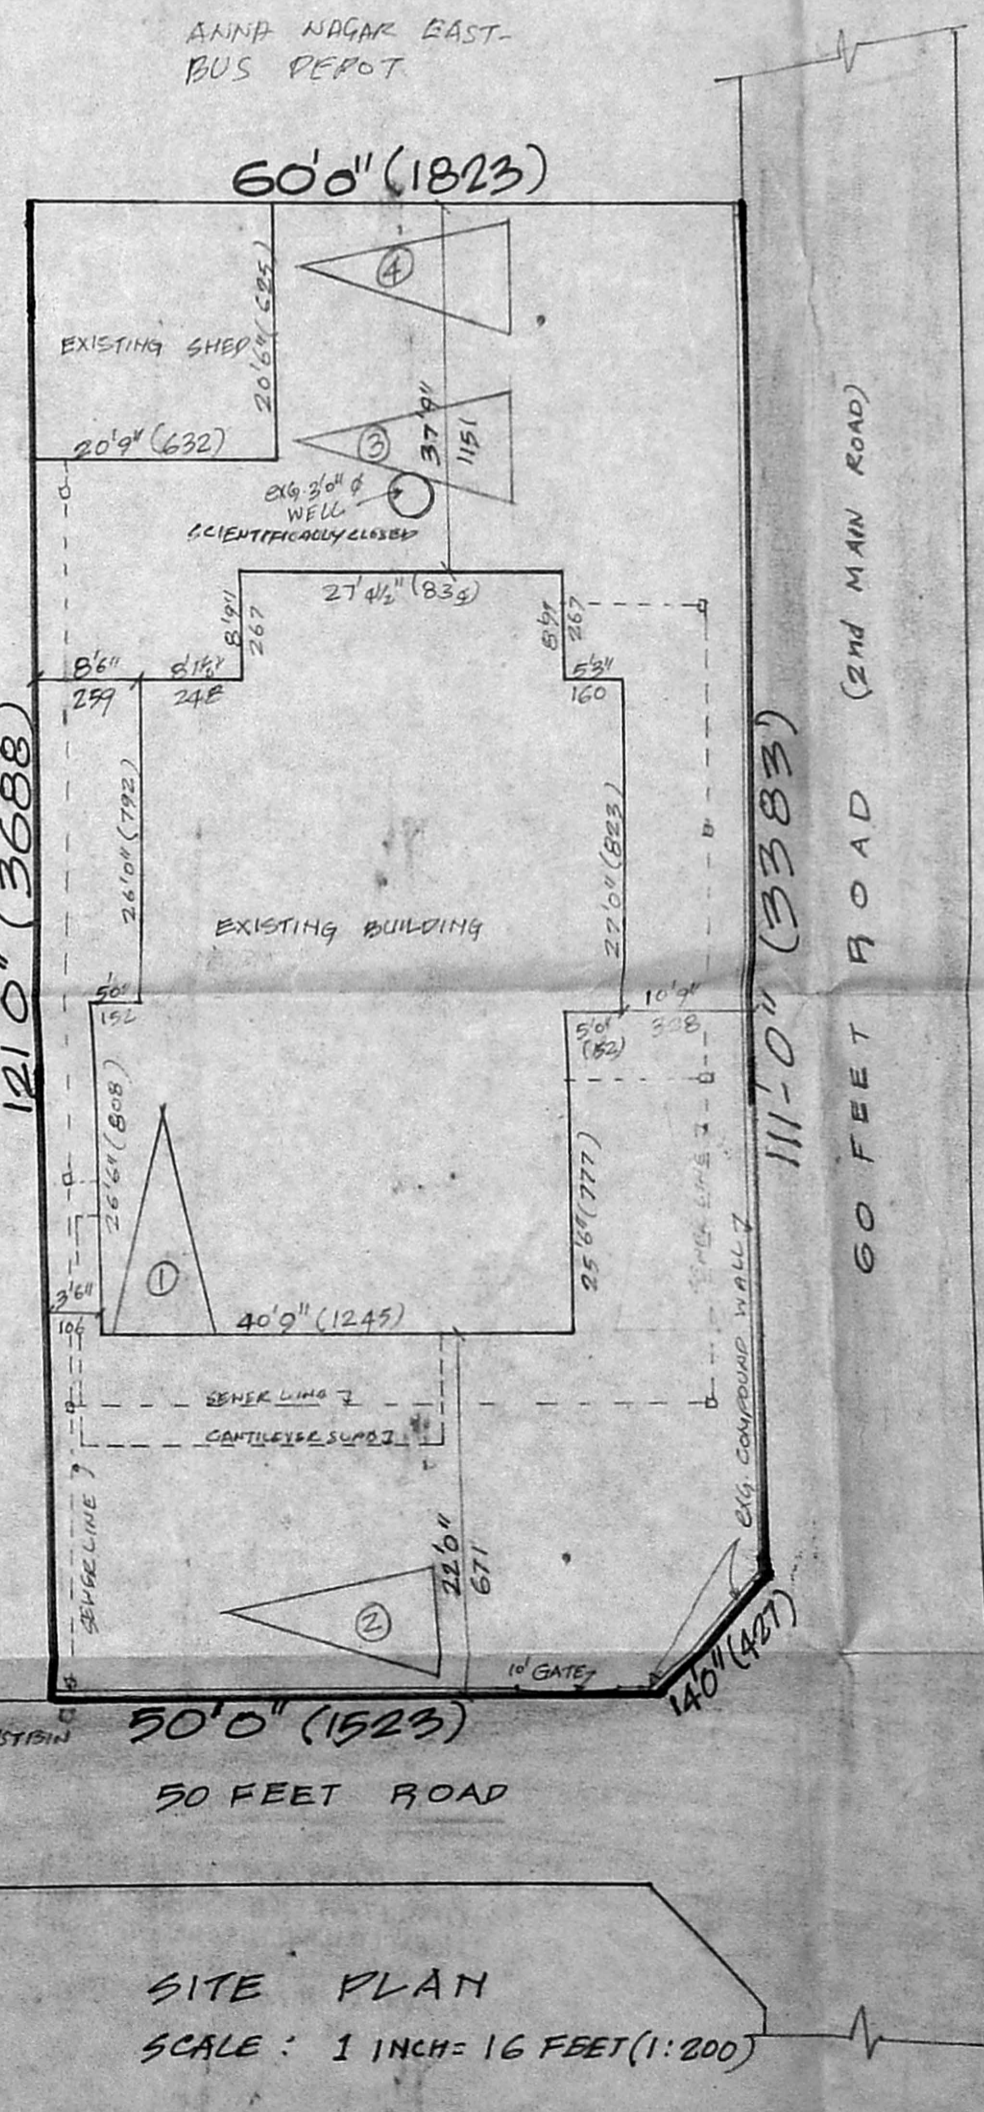 ANNA NAGAR EAST-
BUS DEPOT
60'0" (1823)
20'6" (625)
EXISTING SHED
20'9" (632)
4
3
37'9"
1151
exG. 3'0" φ
WELL
SCIENTIFICALLY CLOSED
27'4½" (834)
8'9"
267
8'9"
267
8'6"
259
8'1½"
248
5'3"
160
121'0" (3688)
26'0" (792)
27'0" (823)
111'-0" (3383)
60 FEET ROAD (2nd MAIN ROAD)
EXISTING BUILDING
5'0"
152
5'0"
(152)
10'9"
328
26'6" (808)
25'6" (777)
SEWER LINE
exG. COMPOUND WALL
1
3'6"
106
40'9" (1245)
SEWER LINE
CANTILEVER SLAB
SEWER LINE
22'0"
671
2
10' GATE
14'0" (427)
50'0" (1523)
50 FEET ROAD
SITE PLAN
SCALE : 1 INCH= 16 FEET (1:200)